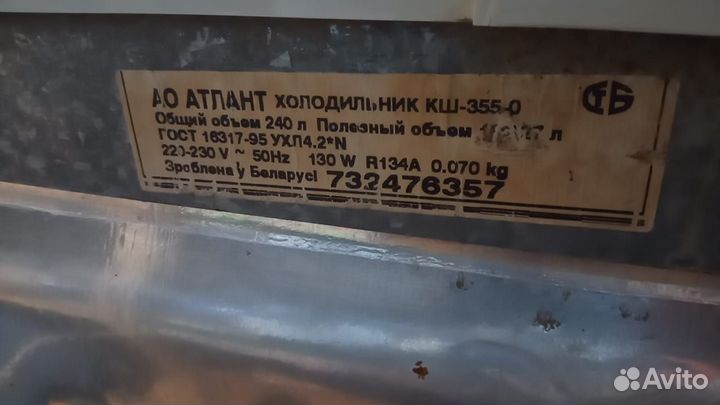 АО АТЛАНТ ХОЛОДИЛЬНИК КШ-355-0
Общий объем 240 л Полезный объем л
ГОСТ 16317-95 УХЛ4.2*N
220-230 V ~ 50Hz 130 W R134A 0.070 kg
Зроблена у Беларусі 732476357
СТБ
Avito